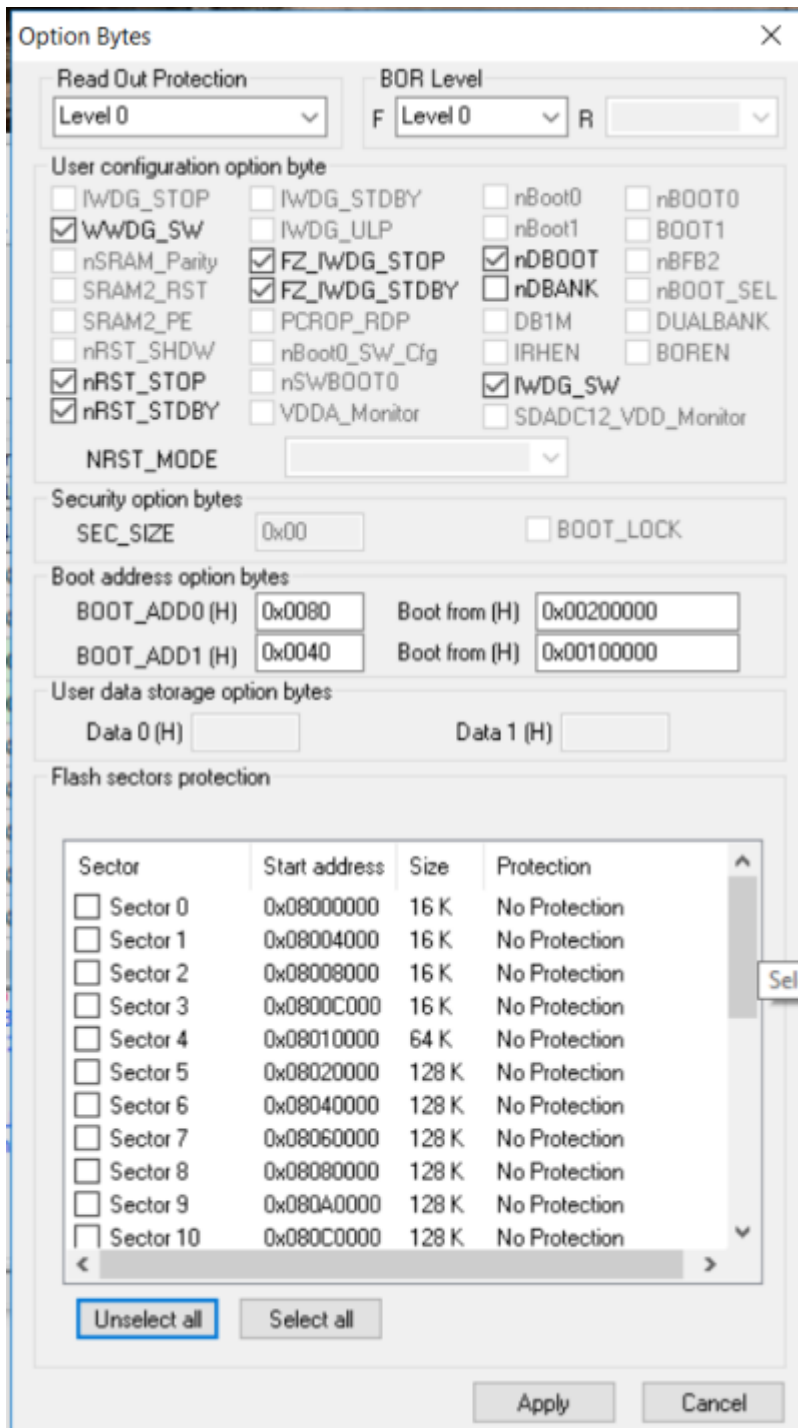 Option Bytes
Read Out Protection BOR Level
Level 0 F Level 0 R
User configuration option byte
IWDG_STOP IWDG_STDBY nBoot0 nBOOT0
WWDG_SW IWDG_ULP nBoot1 BOOT1
nSRAM_Parity FZ_IWDG_STOP nDBOOT nBFB2
SRAM2_RST FZ_IWDG_STDBY nDBANK nBOOT_SEL
SRAM2_PE PCROP_RDP DB1M DUALBANK
nRST_SHDW nBoot0_SW_Cfg IRHEN BOREN
nRST_STOP nSWBOOT0 IWDG_SW
nRST_STDBY VDDA_Monitor SDADC12_VDD_Monitor
NRST_MODE
Security option bytes
SEC_SIZE 0x00 BOOT_LOCK
Boot address option bytes
BOOT_ADD0 (H) 0x0080 Boot from (H) 0x00200000
BOOT_ADD1 (H) 0x0040 Boot from (H) 0x00100000
User data storage option bytes
Data 0 (H) Data 1 (H)
Flash sectors protection
Sector Start address Size Protection
Sector 0 0x08000000 16 K No Protection
Sector 1 0x08004000 16 K No Protection
Sector 2 0x08008000 16 K No Protection
Sel
Sector 3 0x0800C000 16 K No Protection
Sector 4 0x08010000 64 K No Protection
Sector 5 0x08020000 128 K No Protection
Sector 6 0x08040000 128 K No Protection
Sector 7 0x08060000 128 K No Protection
Sector 8 0x08080000 128 K No Protection
Sector 9 0x080A0000 128 K No Protection
Sector 10 0x080C0000 128 K No Protection
Unselect all Select all
Apply Cancel